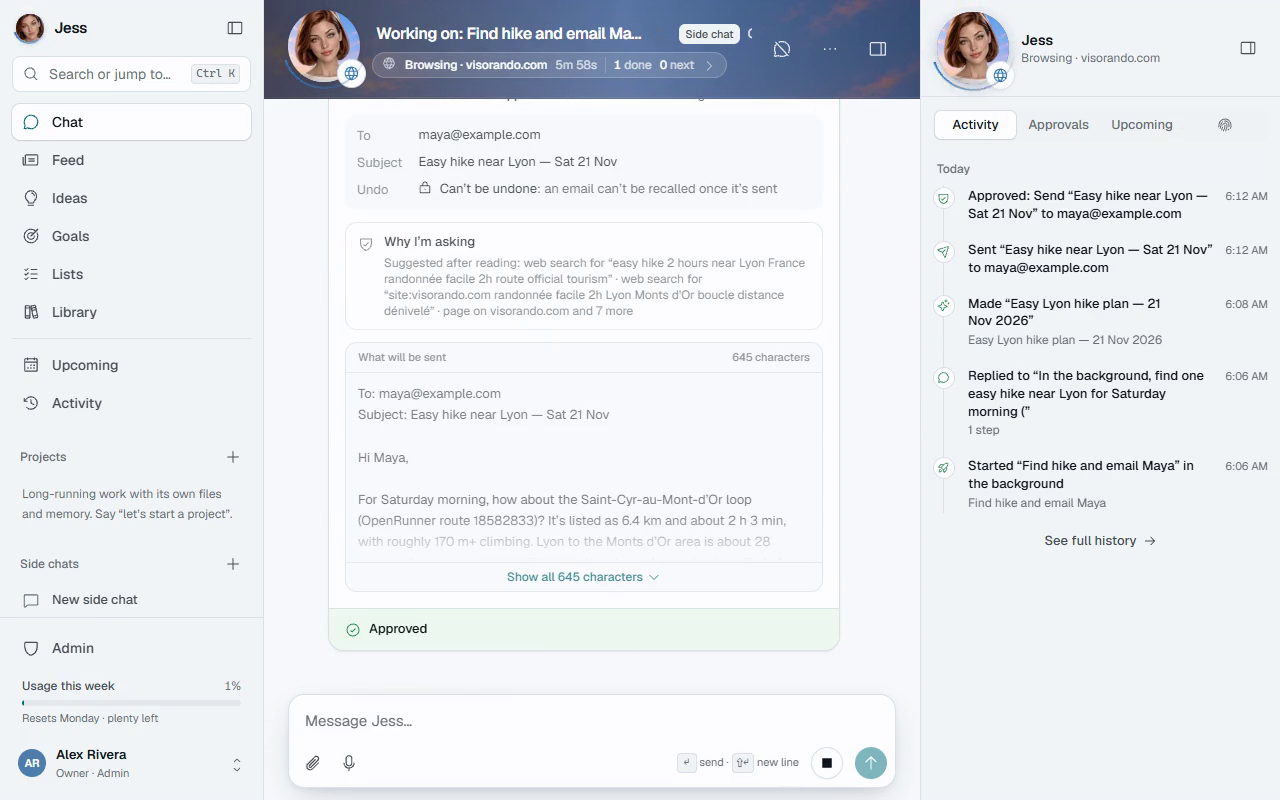 Jess
Search or jump to…
Ctrl K
Chat
Feed
Ideas
Goals
Lists
Library
Upcoming
Activity
Projects
Long-running work with its own files
and memory. Say “let’s start a project”.
Side chats
New side chat
Admin
Usage this week
1%
Resets Monday · plenty left
AR
Alex Rivera
Owner · Admin
Working on: Find hike and email Ma…
Side chat
Browsing · visorando.com 5m 58s
1 done 0 next
To maya@example.com
Subject Easy hike near Lyon — Sat 21 Nov
Undo Can’t be undone: an email can’t be recalled once it’s sent
Why I’m asking
Suggested after reading: web search for “easy hike 2 hours near Lyon France
randonnée facile 2h route official tourism” · web search for
“site:visorando.com randonnée facile 2h Lyon Monts d’Or boucle distance
dénivelé” · page on visorando.com and 7 more
What will be sent
645 characters
To: maya@example.com
Subject: Easy hike near Lyon — Sat 21 Nov
Hi Maya,
For Saturday morning, how about the Saint-Cyr-au-Mont-d’Or loop
(OpenRunner route 18582833)? It’s listed as 6.4 km and about 2 h 3 min,
with roughly 170 m+ climbing. Lyon to the Monts d’Or area is about 28
Show all 645 characters
Approved
Message Jess…
send · new line
Jess
Browsing · visorando.com
Activity
Approvals
Upcoming
Today
Approved: Send “Easy hike near Lyon —
Sat 21 Nov” to maya@example.com
6:12 AM
Sent “Easy hike near Lyon — Sat 21 Nov”
to maya@example.com
6:12 AM
Made “Easy Lyon hike plan — 21
Nov 2026”
6:08 AM
Easy Lyon hike plan — 21 Nov 2026
Replied to “In the background, find one
easy hike near Lyon for Saturday
morning (”
6:06 AM
1 step
Started “Find hike and email Maya” in
the background
6:06 AM
Find hike and email Maya
See full history